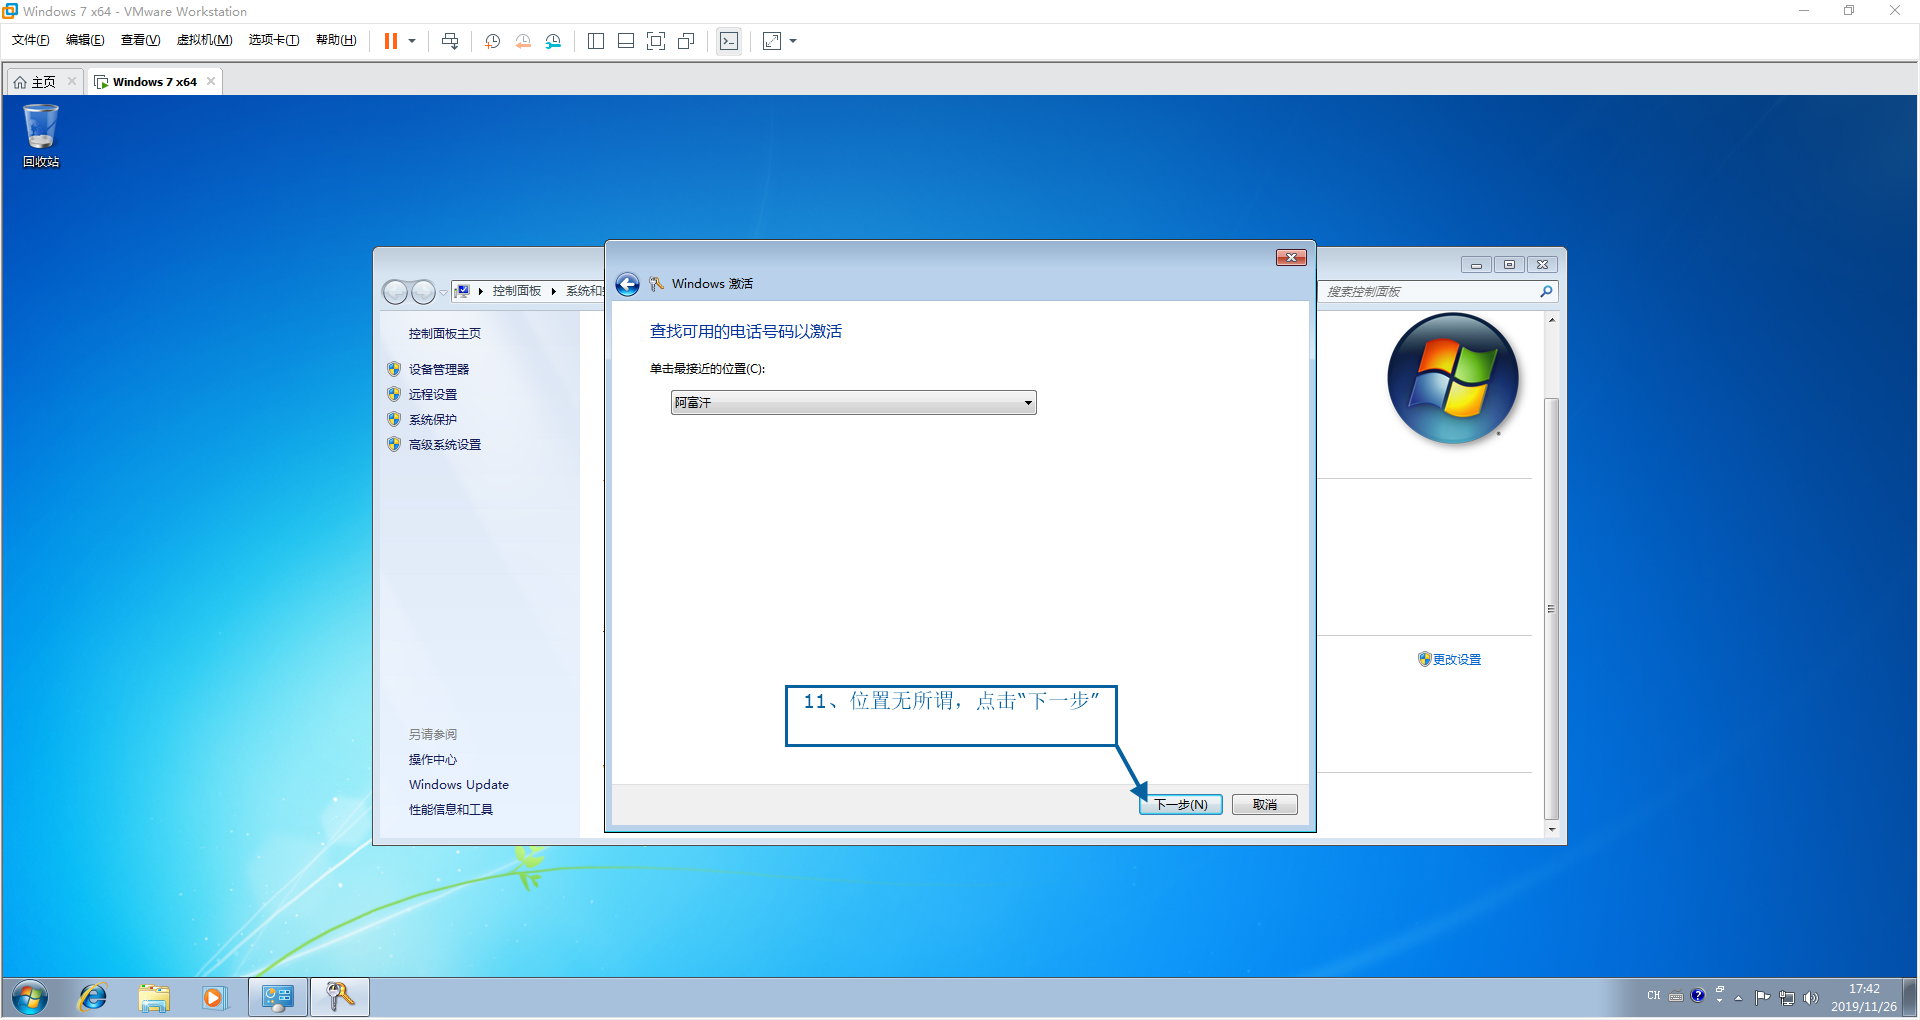 Windows 7 x64 - VMware Workstation
文件(F) 编辑(E) 查看(V) 虚拟机(M) 选项卡(T) 帮助(H)
主页
Windows 7 x64
回收站
控制面板 系统和
搜索控制面板
控制面板主页
设备管理器
远程设置
系统保护
高级系统设置
另请参阅
操作中心
Windows Update
性能信息和工具
Windows 激活
查找可用的电话号码以激活
单击最接近的位置(C):
阿富汗
11、位置无所谓，点击“下一步”
下一步(N) 取消
更改设置
CH
17:42
2019/11/26